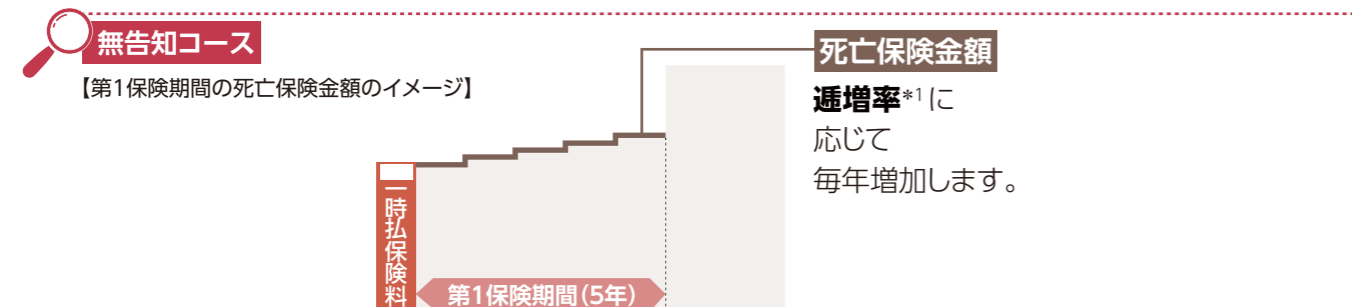 無告知コース
【第1保険期間の死亡保険金額のイメージ】
死亡保険金額
逓増率*1に
応じて
毎年増加します。
一時払保険料
第1保険期間(5年)